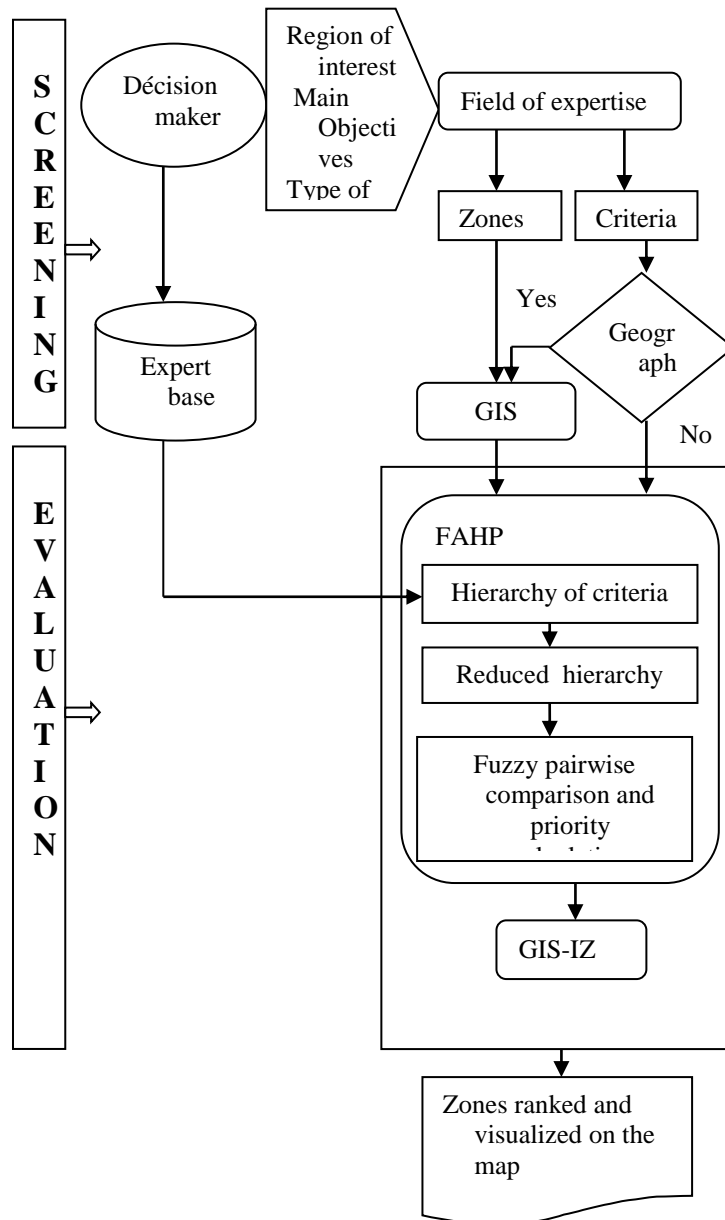 SCREENING
Décision
maker
Region of
interest
Main
Objecti
ves
Type of
Field of expertise
Zones
Criteria
Yes
Geogr
aph
Expert
base
GIS
No
EVALUATION
FAHP
Hierarchy of criteria
Reduced hierarchy
Fuzzy pairwise
comparison and
priority
GIS-IZ
Zones ranked and
visualized on the
map